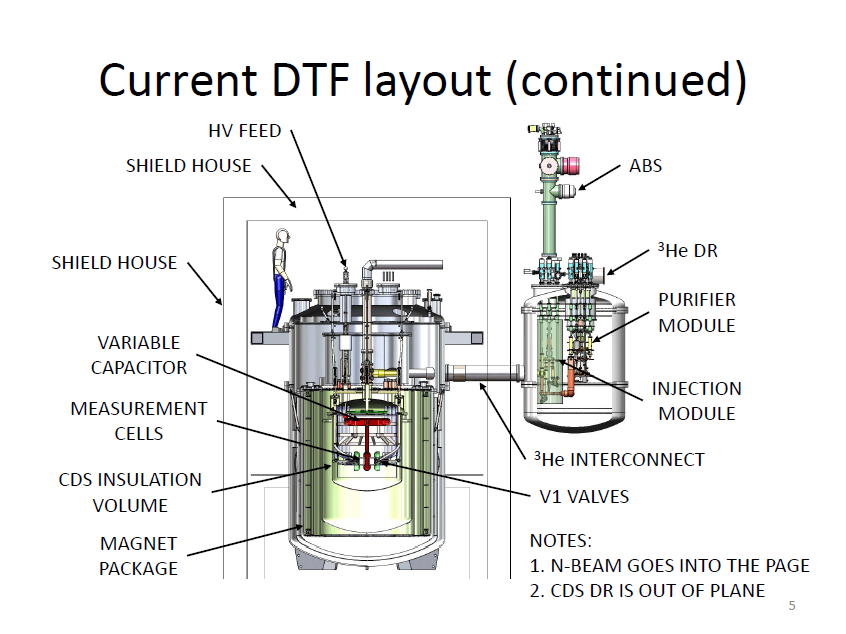 Current DTF layout (continued)
HV FEED
SHIELD HOUSE
ABS
SHIELD HOUSE
³He DR
PURIFIER
MODULE
VARIABLE
CAPACITOR
INJECTION
MODULE
MEASUREMENT
CELLS
³He INTERCONNECT
CDS INSULATION
VOLUME
V1 VALVES
MAGNET
PACKAGE
NOTES:
1. N-BEAM GOES INTO THE PAGE
2. CDS DR IS OUT OF PLANE
5